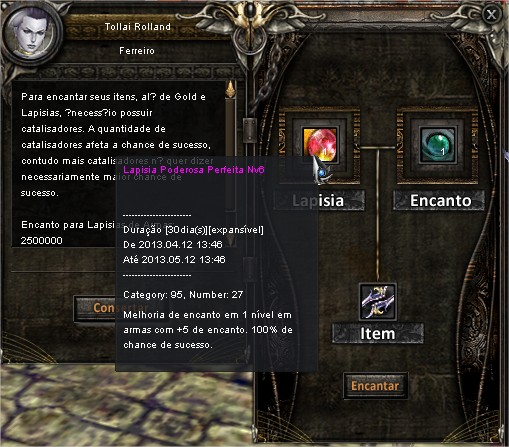 Tollai Rolland
Ferreiro
Para encantar seus itens, al? de Gold e
Lapisias, ?necess?io possuir
catalisadores. A quantidade de
catalisadores afeta a chance de sucesso,
contudo mais catalisadores n? quer dizer
necessariamente maior chance de
sucesso.
Encanto para Lapisias
2500000
Lapisia Poderosa Perfeita Nv6
-----------------------
Duração [30dia(s)][expansível]
De 2013.04.12 13:46
Até 2013.05.12 13:46
-----------------------
Category: 95, Number: 27
Melhoria de encanto em 1 nível em
armas com +5 de encanto. 100% de
chance de sucesso.
1
1
Lapisia
Encanto
Item
Encantar